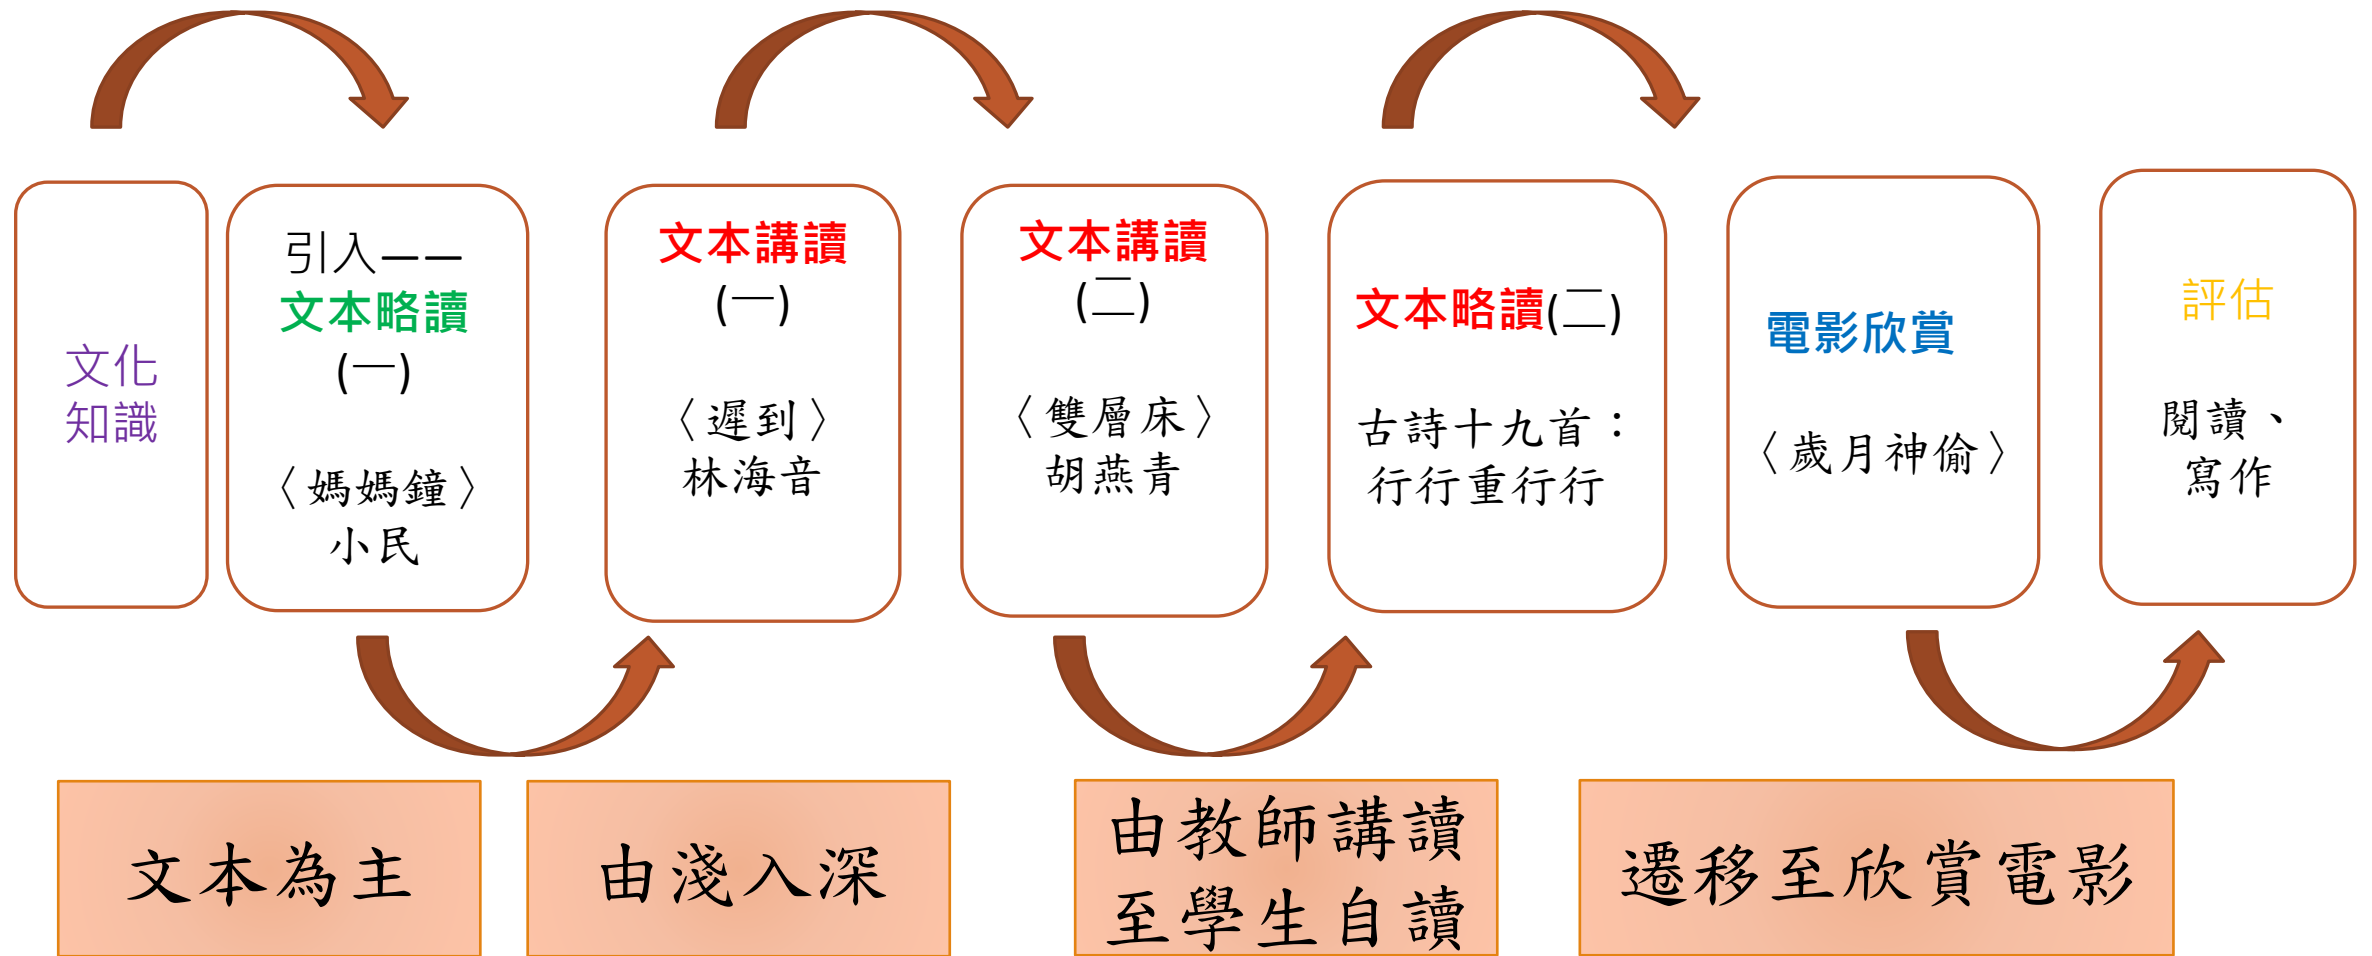 文化
知識
引入——
文本略讀
(一)
〈媽媽鐘〉
小民
文本講讀
(一)
〈遲到〉
林海音
文本講讀
(二)
〈雙層床〉
胡燕青
文本略讀(二)
古詩十九首：
行行重行行
電影欣賞
〈歲月神偷〉
評估
閱讀、
寫作
文本為主
由淺入深
由教師講讀
至學生自讀
遷移至欣賞電影